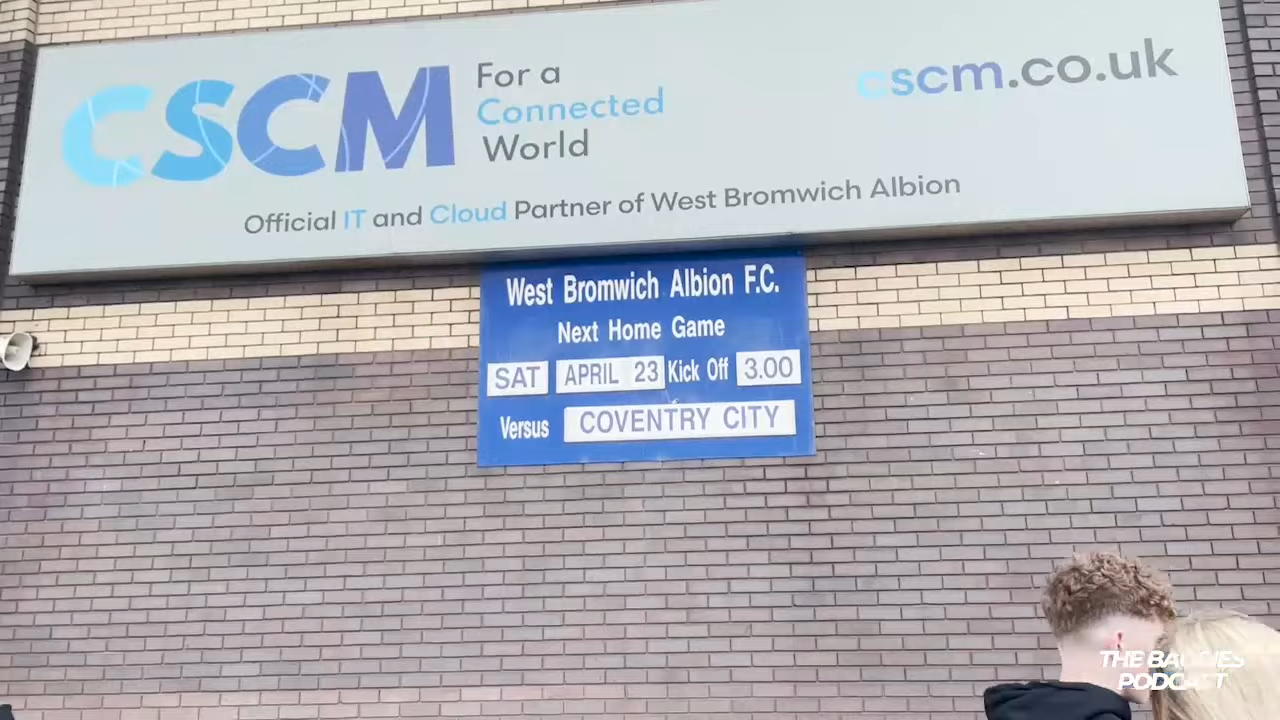 CSCM
For a
Connected
World
cscm.co.uk
Official IT and Cloud Partner of West Bromwich Albion
West Bromwich Albion F.C.
Next Home Game
SAT APRIL 23 Kick Off 3.00
Versus COVENTRY CITY
THE BAGGIES
PODCAST